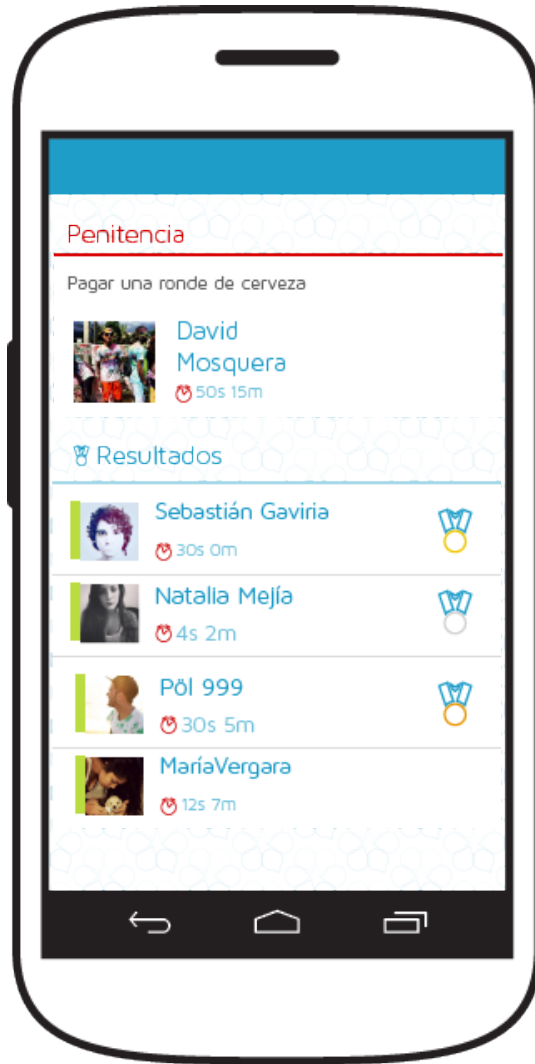 Penitencia
Pagar una ronde de cerveza
David
Mosquera
50s 15m
Resultados
Sebastián Gaviria
30s 0m
Natalia Mejía
4s 2m
Pöl 999
30s 5m
MaríaVergara
12s 7m